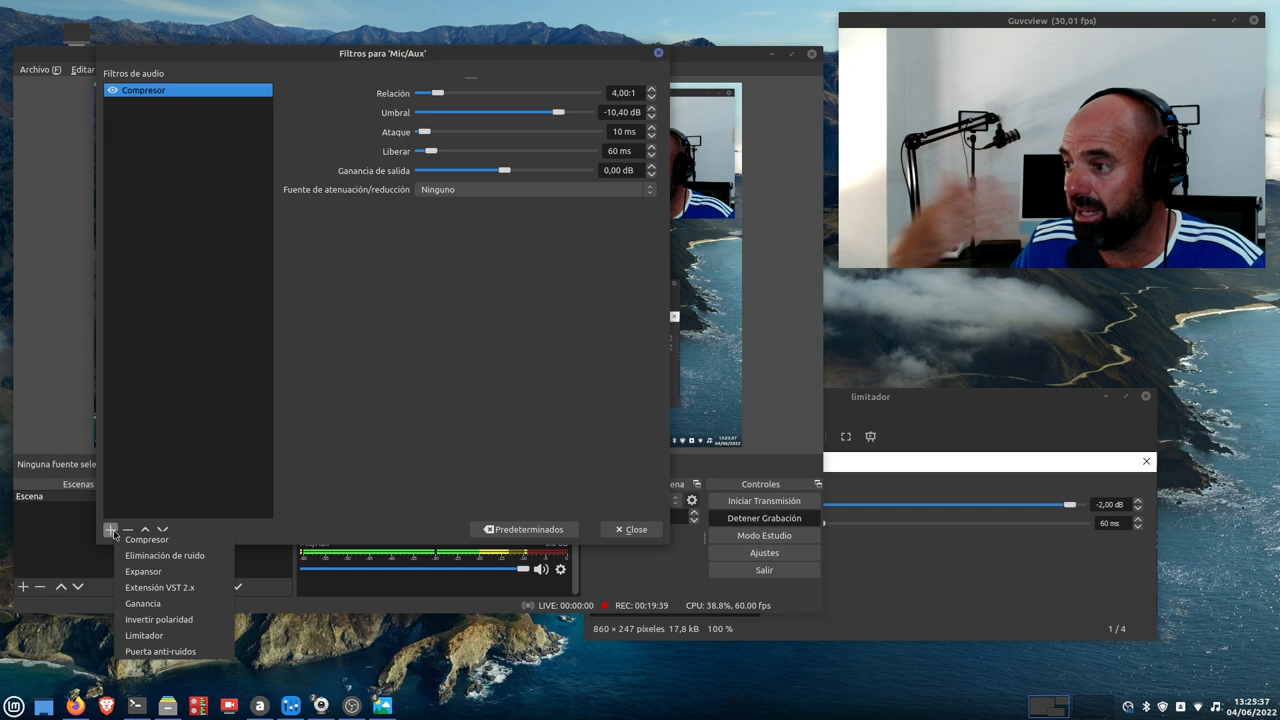 Guvcview (30,01 fps)
Filtros para 'Mic/Aux'
Archivo (F) Editar
Filtros de audio
Compresor
Relación 4,00:1
Umbral -10,40 dB
Ataque 10 ms
Liberar 60 ms
Ganancia de salida 0,00 dB
Fuente de atenuación/reducción Ninguno
limitador
Ninguna fuente sele
Escenas
Escena
ena
Controles
Iniciar Transmisión
Detener Grabación
Modo Estudio
Ajustes
Salir
-2,00 dB
60 ms
Predeterminados
Close
Compresor
Eliminación de ruido
Expansor
Extensión VST 2.x
Ganancia
Invertir polaridad
Limitador
Puerta anti-ruidos
LIVE: 00:00:00 REC: 00:19:39 CPU: 38.8%, 60.00 fps
860 × 247 píxeles 17,8 kB 100 %
1 / 4
13:25:37
04/06/2022